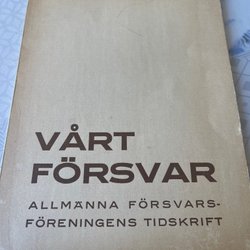 VÅRT
FÖRSVAR
ALLMÄNNA FÖRSVARS-
FÖRENINGENS TIDSKRIFT